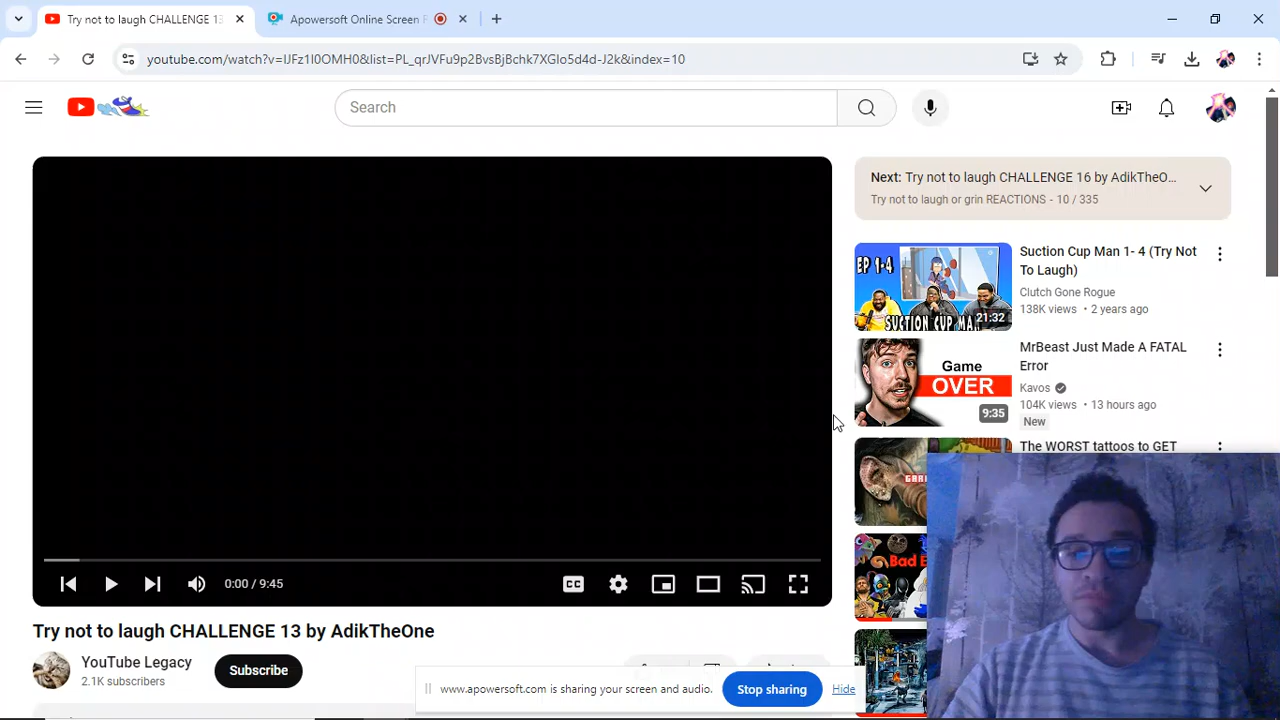 Try not to laugh CHALLENGE 13
Apowersoft Online Screen
youtube.com/watch?v=IJFz1I0OMH0&list=PL_qrJVFu9p2BvsBjBchk7XGlo5d4d-J2k&index=10
Search
Next: Try not to laugh CHALLENGE 16 by AdikTheO...
Try not to laugh or grin REACTIONS - 10 / 335
EP 1-4
SUCTION CUP MAN
21:32
Suction Cup Man 1- 4 (Try Not
To Laugh)
Clutch Gone Rogue
138K views • 2 years ago
Game
OVER
9:35
MrBeast Just Made A FATAL
Error
Kavos
104K views • 13 hours ago
New
The WORST tattoos to GET
Bad
0:00 / 9:45
CC
Try not to laugh CHALLENGE 13 by AdikTheOne
YouTube Legacy
2.1K subscribers
Subscribe
www.apowersoft.com is sharing your screen and audio.
Stop sharing
Hide